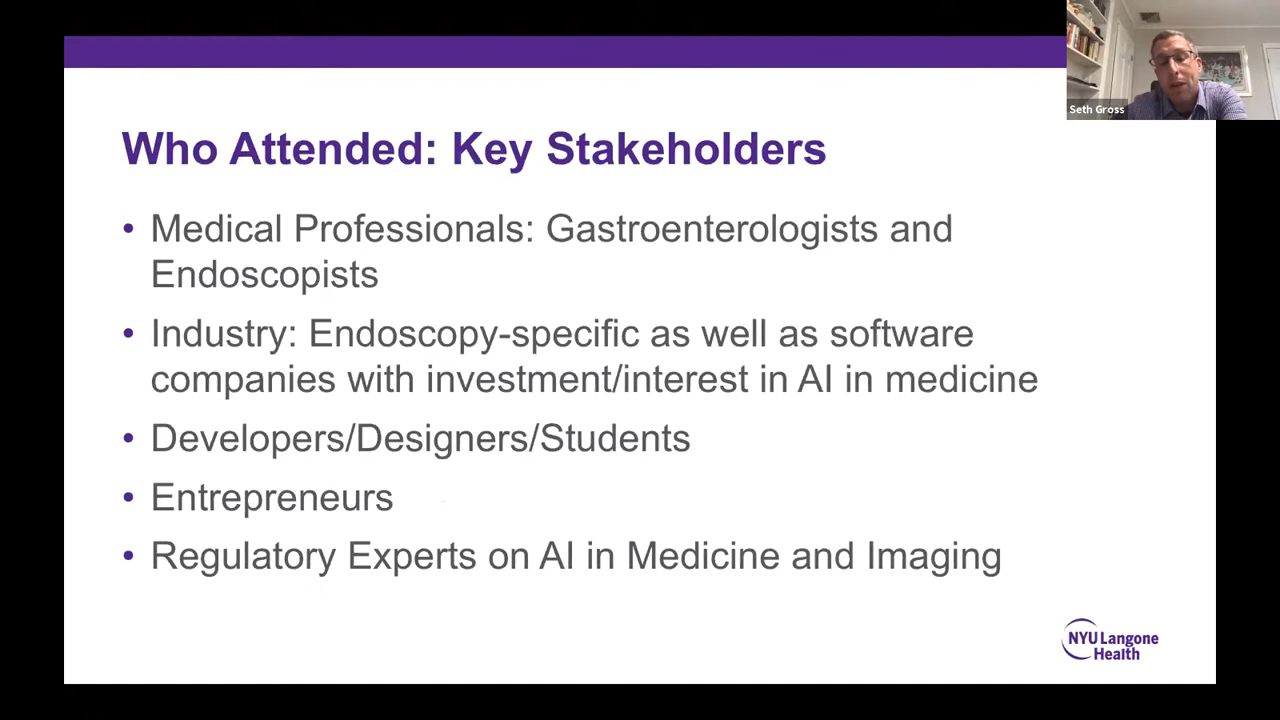 Seth Gross
Who Attended: Key Stakeholders
• Medical Professionals: Gastroenterologists and
Endoscopists
• Industry: Endoscopy-specific as well as software
companies with investment/interest in AI in medicine
• Developers/Designers/Students
• Entrepreneurs
• Regulatory Experts on AI in Medicine and Imaging
NYU Langone
Health